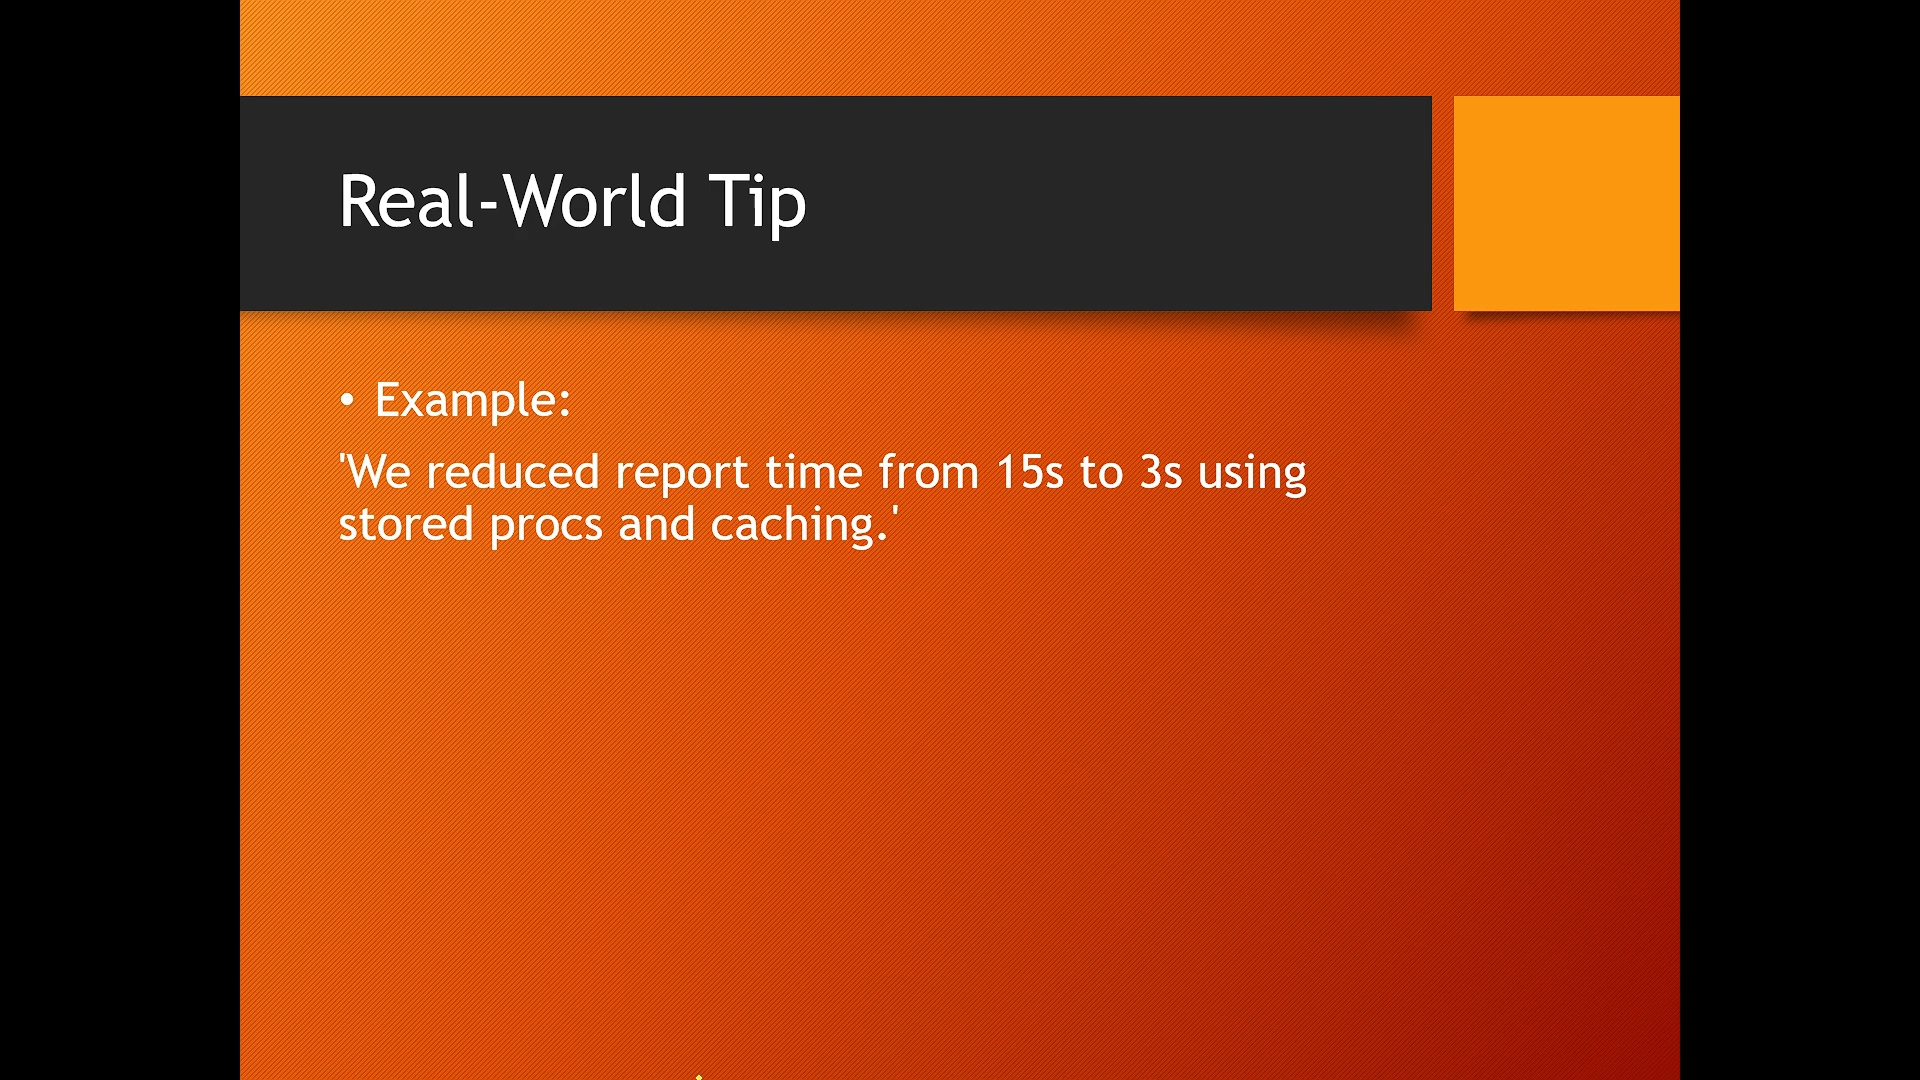 Real-World Tip
• Example:
'We reduced report time from 15s to 3s using
stored procs and caching.'